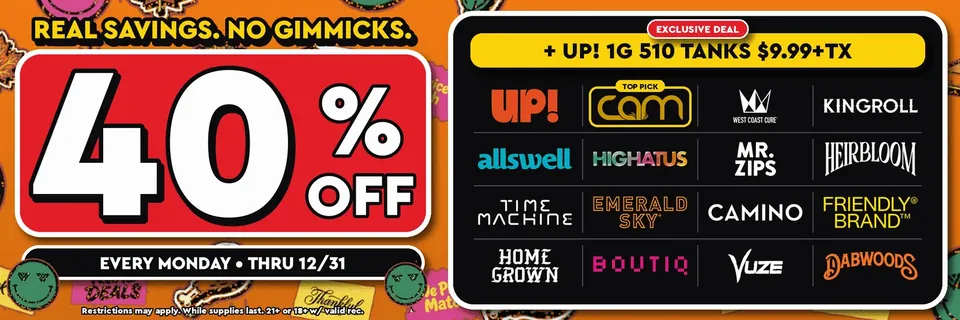 REAL SAVINGS. NO GIMMICKS.
40% OFF
EVERY MONDAY • THRU 12/31
DEALS
Thankful
Restrictions may apply. While supplies last. 21+ or 18+ w/ valid rec.
EXCLUSIVE DEAL
+ UP! 1G 510 TANKS $9.99+TX
UP!
TOP PICK
cam
WEST COAST CURE
KINGROLL
allswell
HIGHATUS
MR. ZIPS
HEIRBLOOM
TIME MACHINE
EMERALD SKY
CAMINO
FRIENDLY® BRAND™
HOME GROWN
BOUTIQ
VUZE
DABWOODS